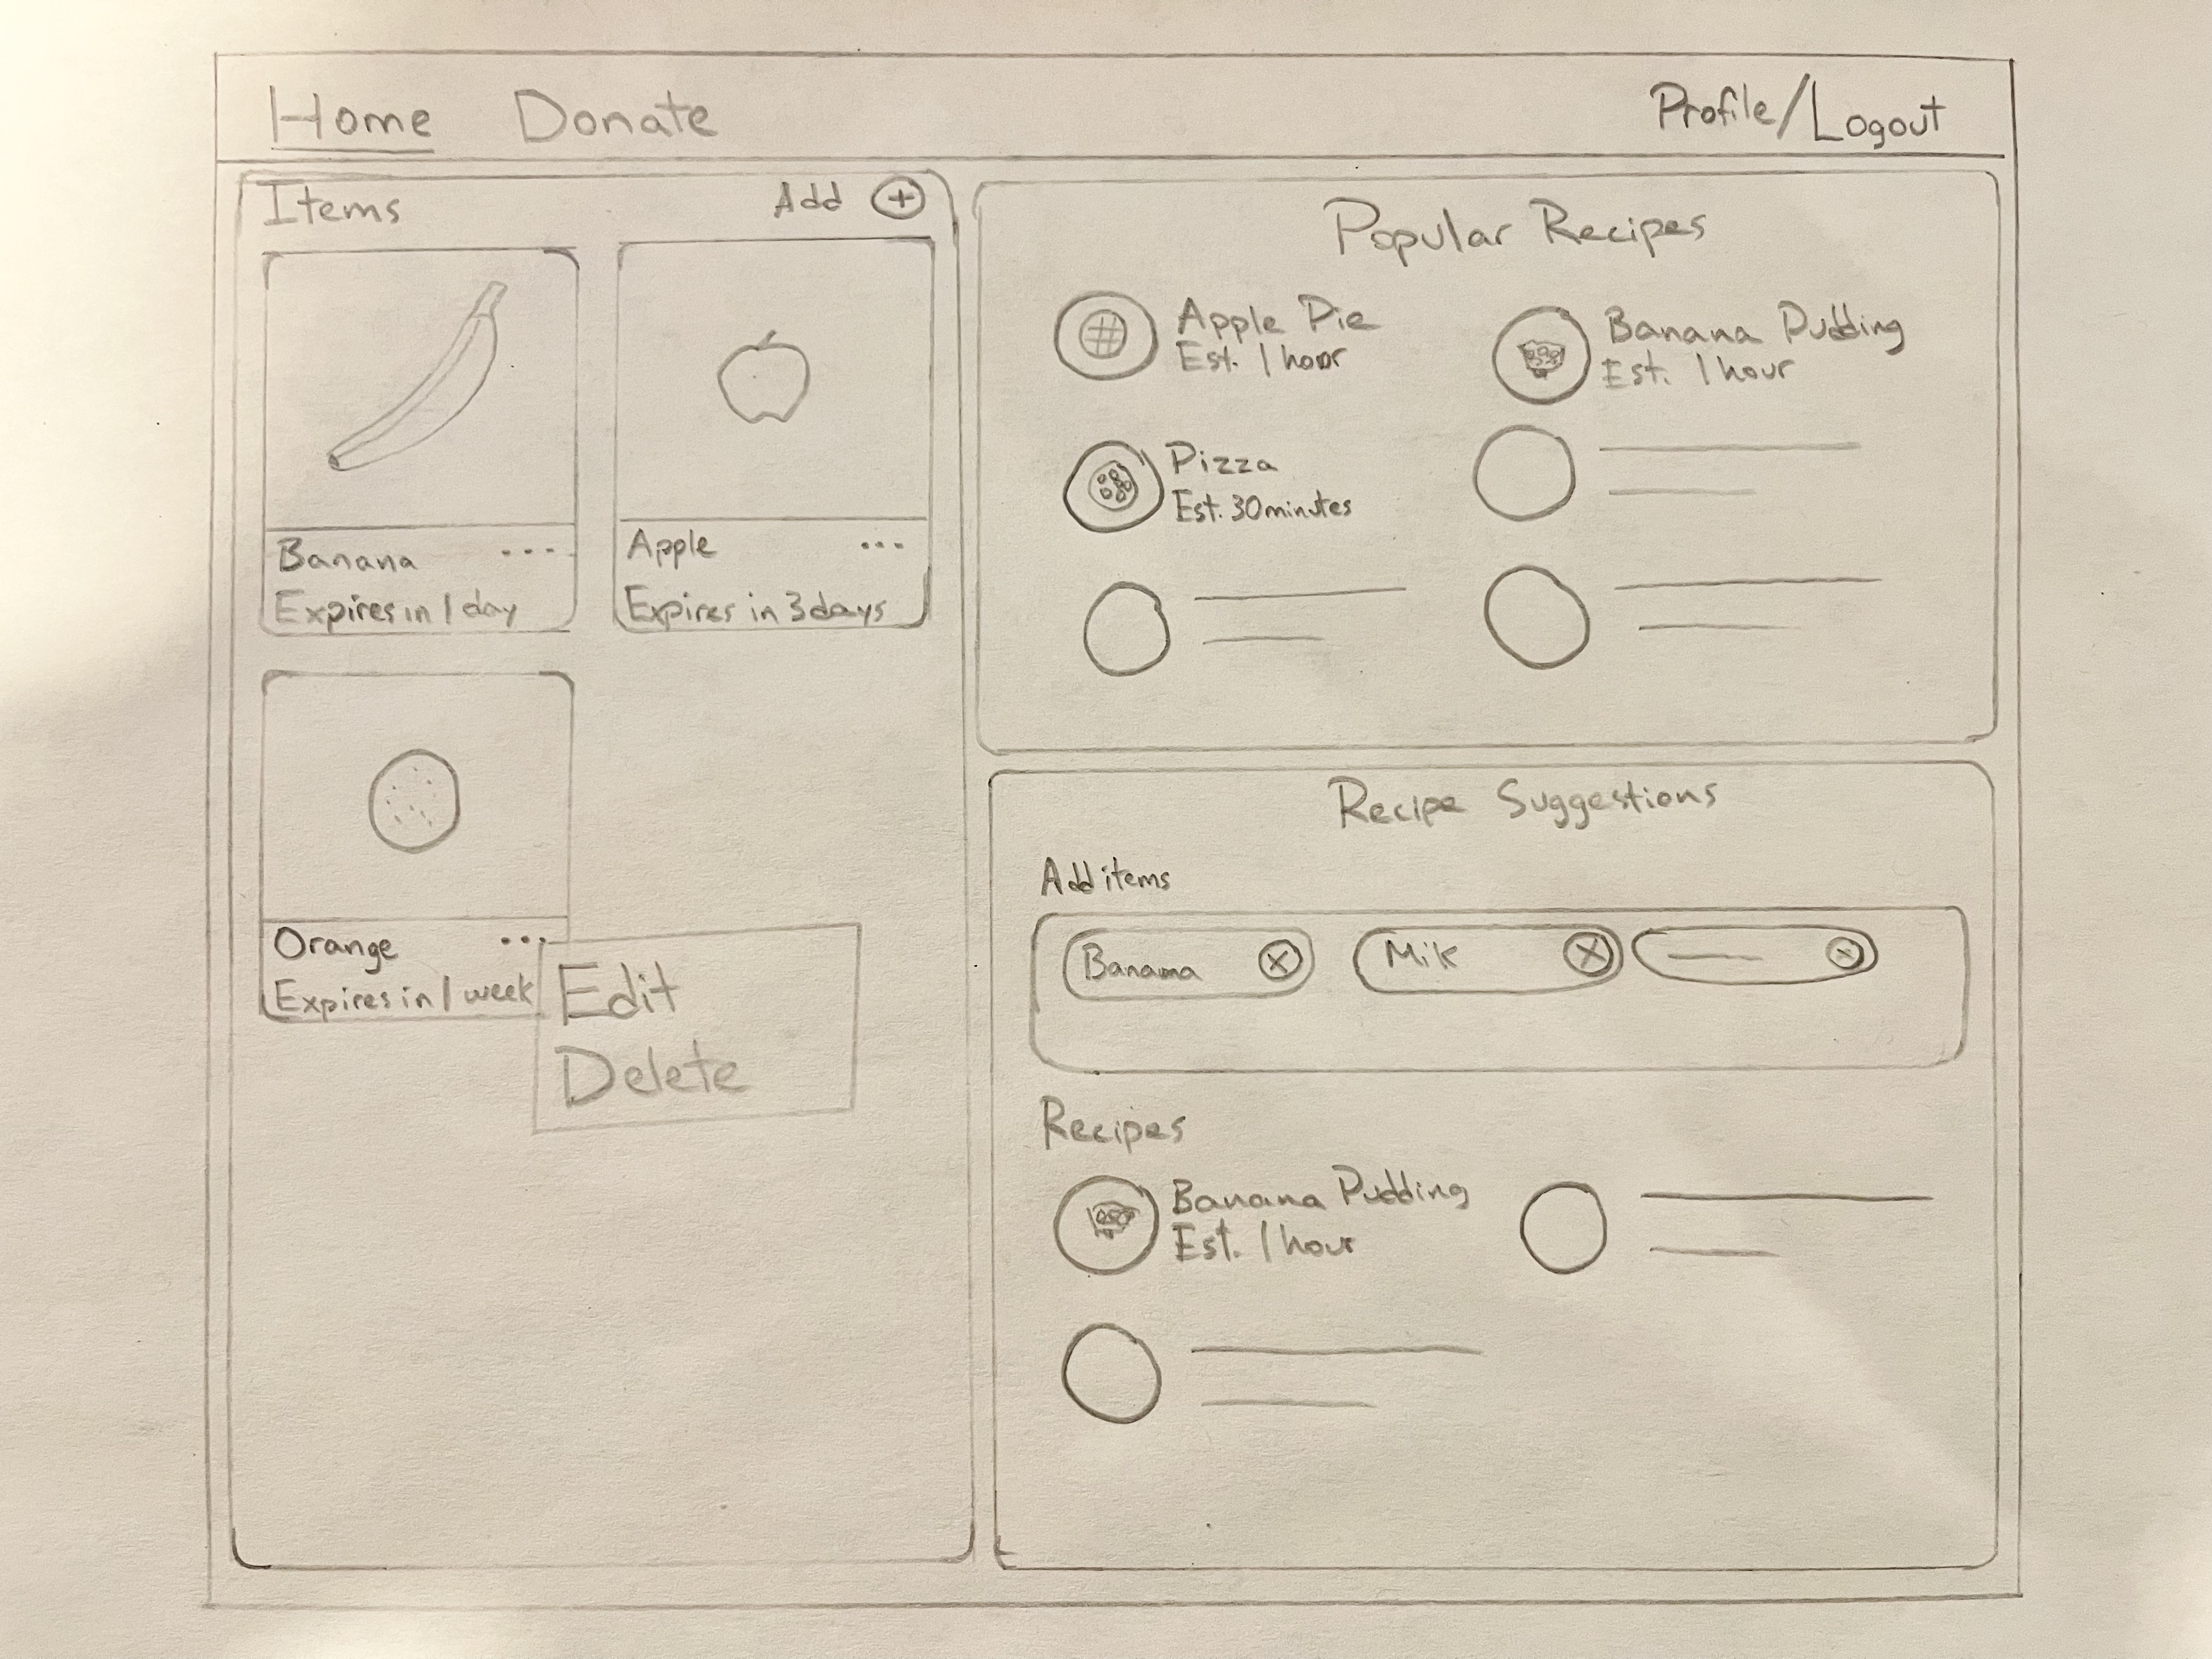 Home Donate Profile/Logout
Items Add +
Banana ...
Expires in 1 day
Apple ...
Expires in 3 days
Orange ...
Expires in 1 week
Edit
Delete
Popular Recipes
Apple Pie
Est. 1 hour
Banana Pudding
Est. 1 hour
Pizza
Est. 30 minutes
Recipe Suggestions
Add items
Banana X Milk X X
Recipes
Banana Pudding
Est. 1 hour